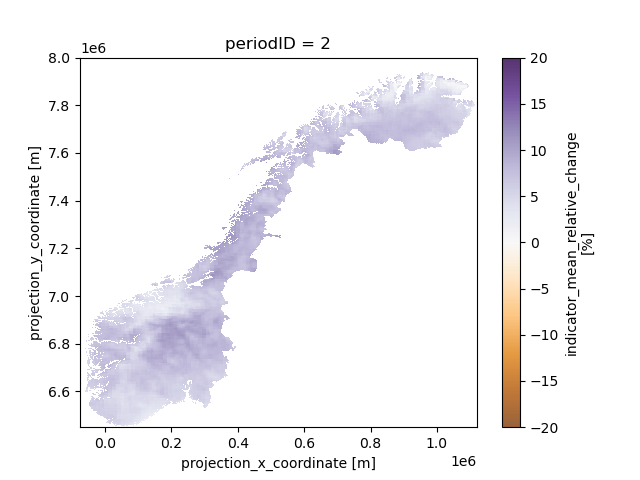 periodID = 2
1e6
8.0
7.8
7.6
7.4
7.2
7.0
6.8
6.6
projection_y_coordinate [m]
0.0 0.2 0.4 0.6 0.8 1.0
1e6
projection_x_coordinate [m]
20
15
10
5
0
−5
−10
−15
−20
indicator_mean_relative_change
[%]